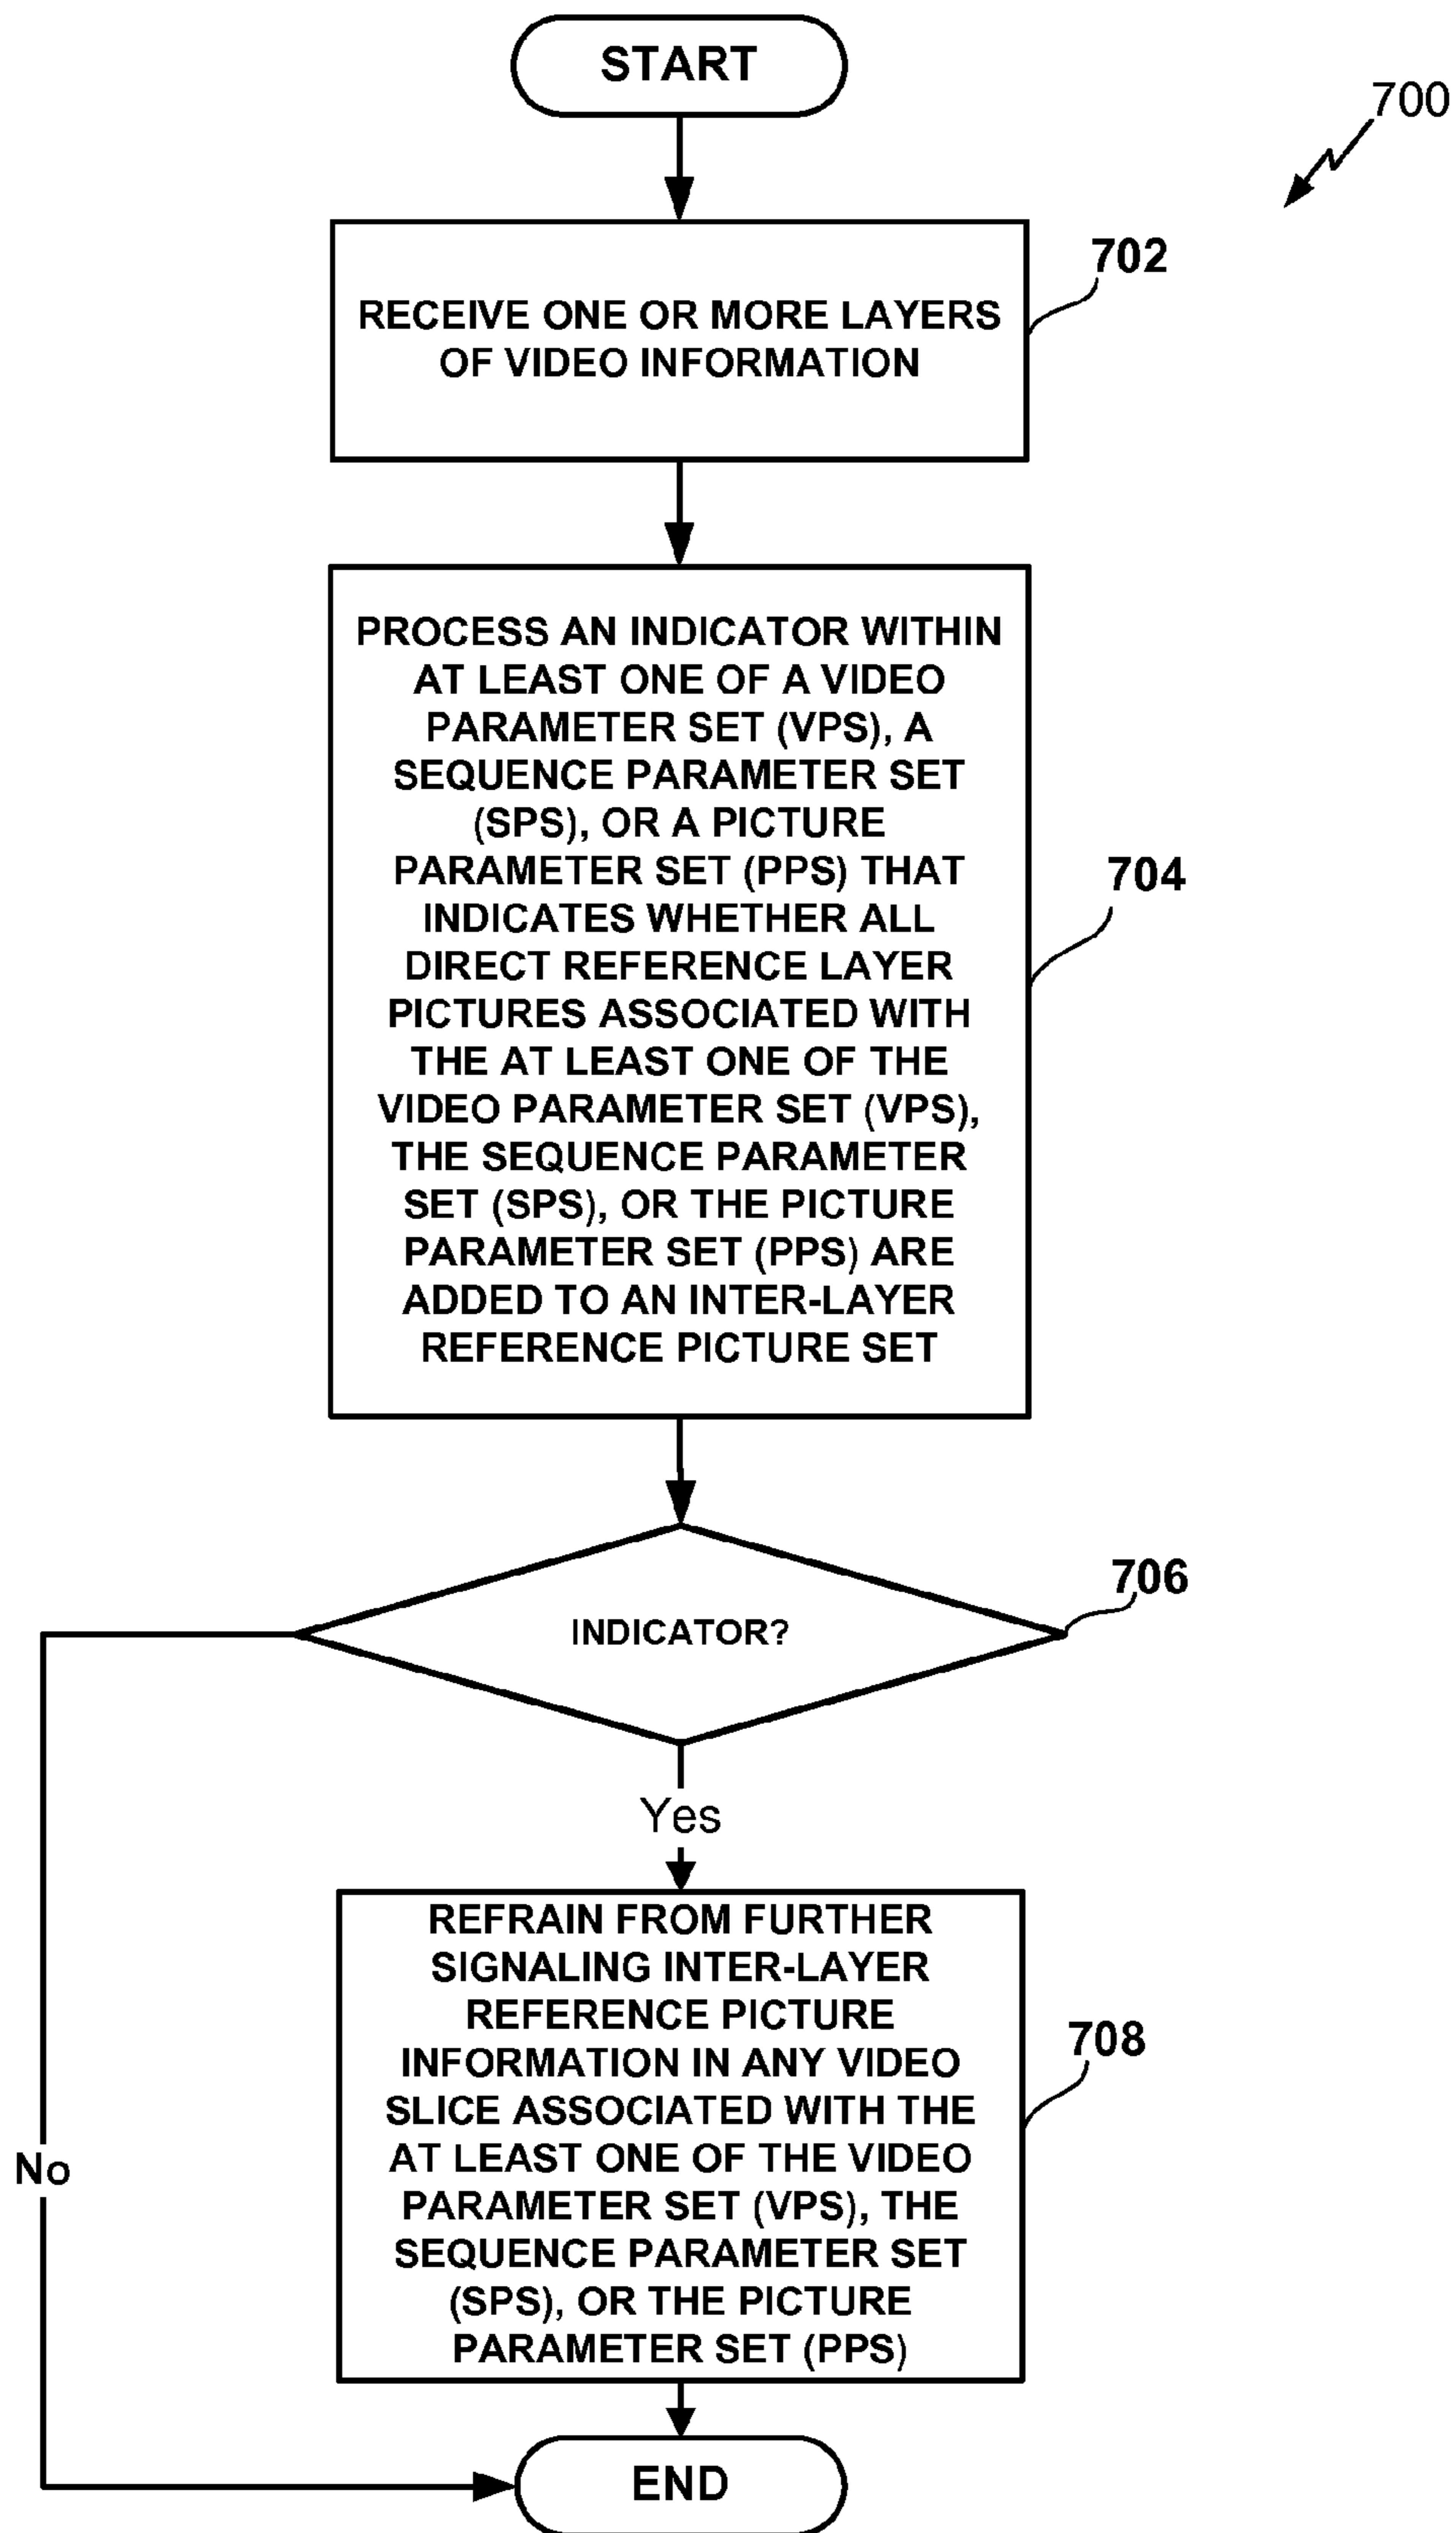 START
700
RECEIVE ONE OR MORE LAYERS
OF VIDEO INFORMATION
702
PROCESS AN INDICATOR WITHIN
AT LEAST ONE OF A VIDEO
PARAMETER SET (VPS), A
SEQUENCE PARAMETER SET
(SPS), OR A PICTURE
PARAMETER SET (PPS) THAT
INDICATES WHETHER ALL
DIRECT REFERENCE LAYER
PICTURES ASSOCIATED WITH
THE AT LEAST ONE OF THE
VIDEO PARAMETER SET (VPS),
THE SEQUENCE PARAMETER
SET (SPS), OR THE PICTURE
PARAMETER SET (PPS) ARE
ADDED TO AN INTER-LAYER
REFERENCE PICTURE SET
704
INDICATOR?
706
Yes
REFRAIN FROM FURTHER
SIGNALING INTER-LAYER
REFERENCE PICTURE
INFORMATION IN ANY VIDEO
SLICE ASSOCIATED WITH THE
AT LEAST ONE OF THE VIDEO
PARAMETER SET (VPS), THE
SEQUENCE PARAMETER SET
(SPS), OR THE PICTURE
PARAMETER SET (PPS)
708
No
END